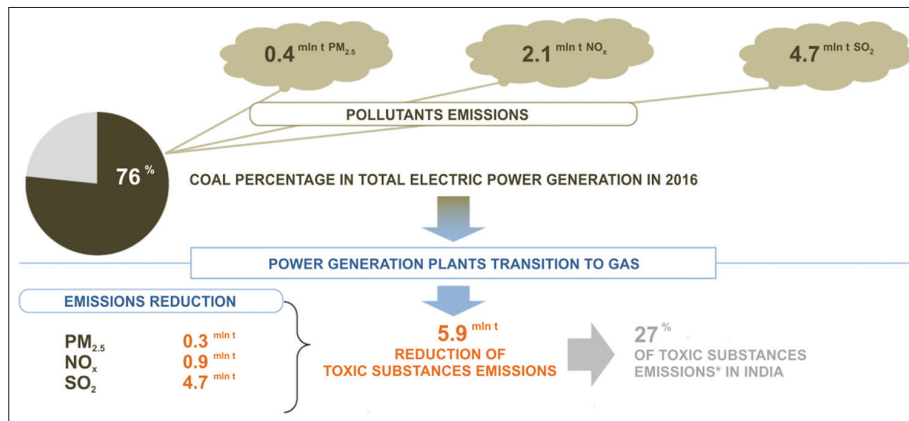 0.4 mln t PM2.5
2.1 mln t NOx
4.7 mln t SO2
POLLUTANTS EMISSIONS
76 %
COAL PERCENTAGE IN TOTAL ELECTRIC POWER GENERATION IN 2016
POWER GENERATION PLANTS TRANSITION TO GAS
EMISSIONS REDUCTION
PM2.5 0.3 mln t
NOx 0.9 mln t
SO2 4.7 mln t
5.9 mln t
REDUCTION OF
TOXIC SUBSTANCES EMISSIONS
27 %
OF TOXIC SUBSTANCES
EMISSIONS* IN INDIA